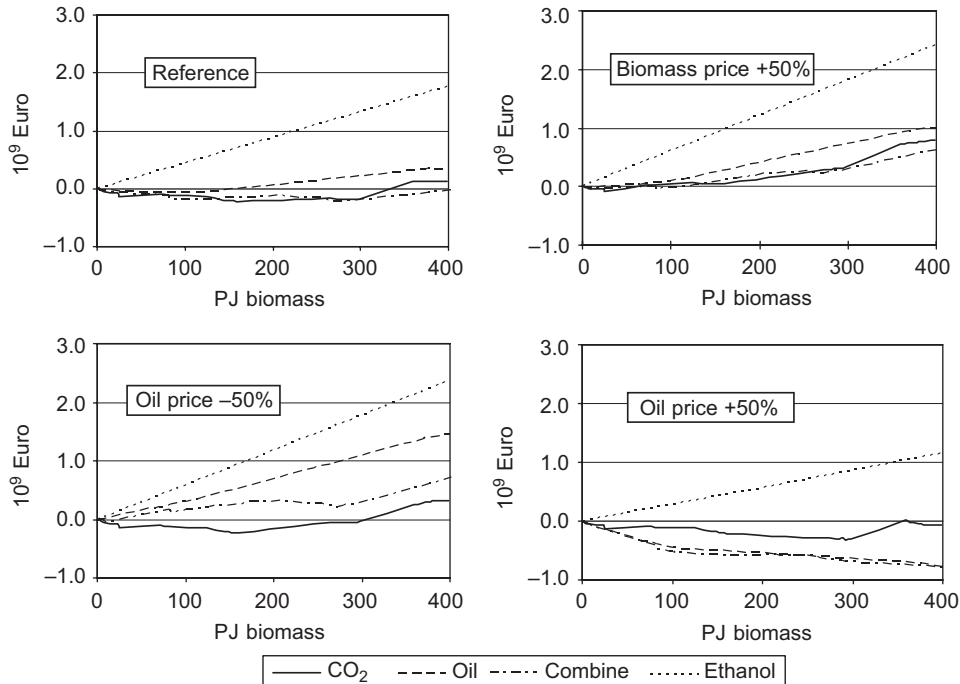 3.0
2.0
1.0
0.0
–1.0
10⁹ Euro
Reference
0 100 200 300 400
PJ biomass
3.0
2.0
1.0
0.0
–1.0
10⁹ Euro
Biomass price +50%
0 100 200 300 400
PJ biomass
3.0
2.0
1.0
0.0
–1.0
10⁹ Euro
Oil price –50%
0 100 200 300 400
PJ biomass
3.0
2.0
1.0
0.0
–1.0
10⁹ Euro
Oil price +50%
0 100 200 300 400
PJ biomass
CO₂ Oil Combine Ethanol